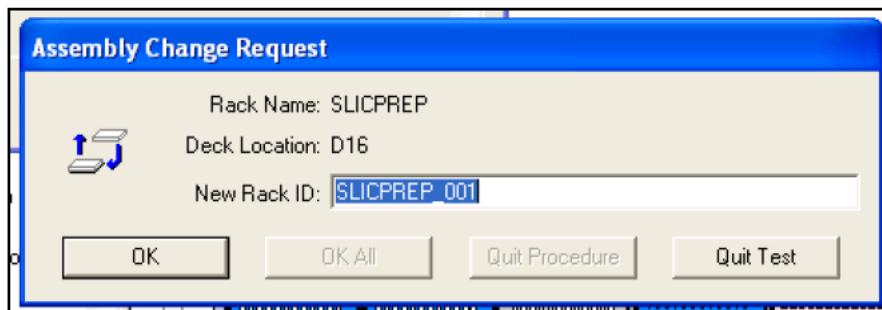 Assembly Change Request
Rack Name: SLICPREP
Deck Location: D16
New Rack ID: SLICPREP_001
OK OK All Quit Procedure Quit Test